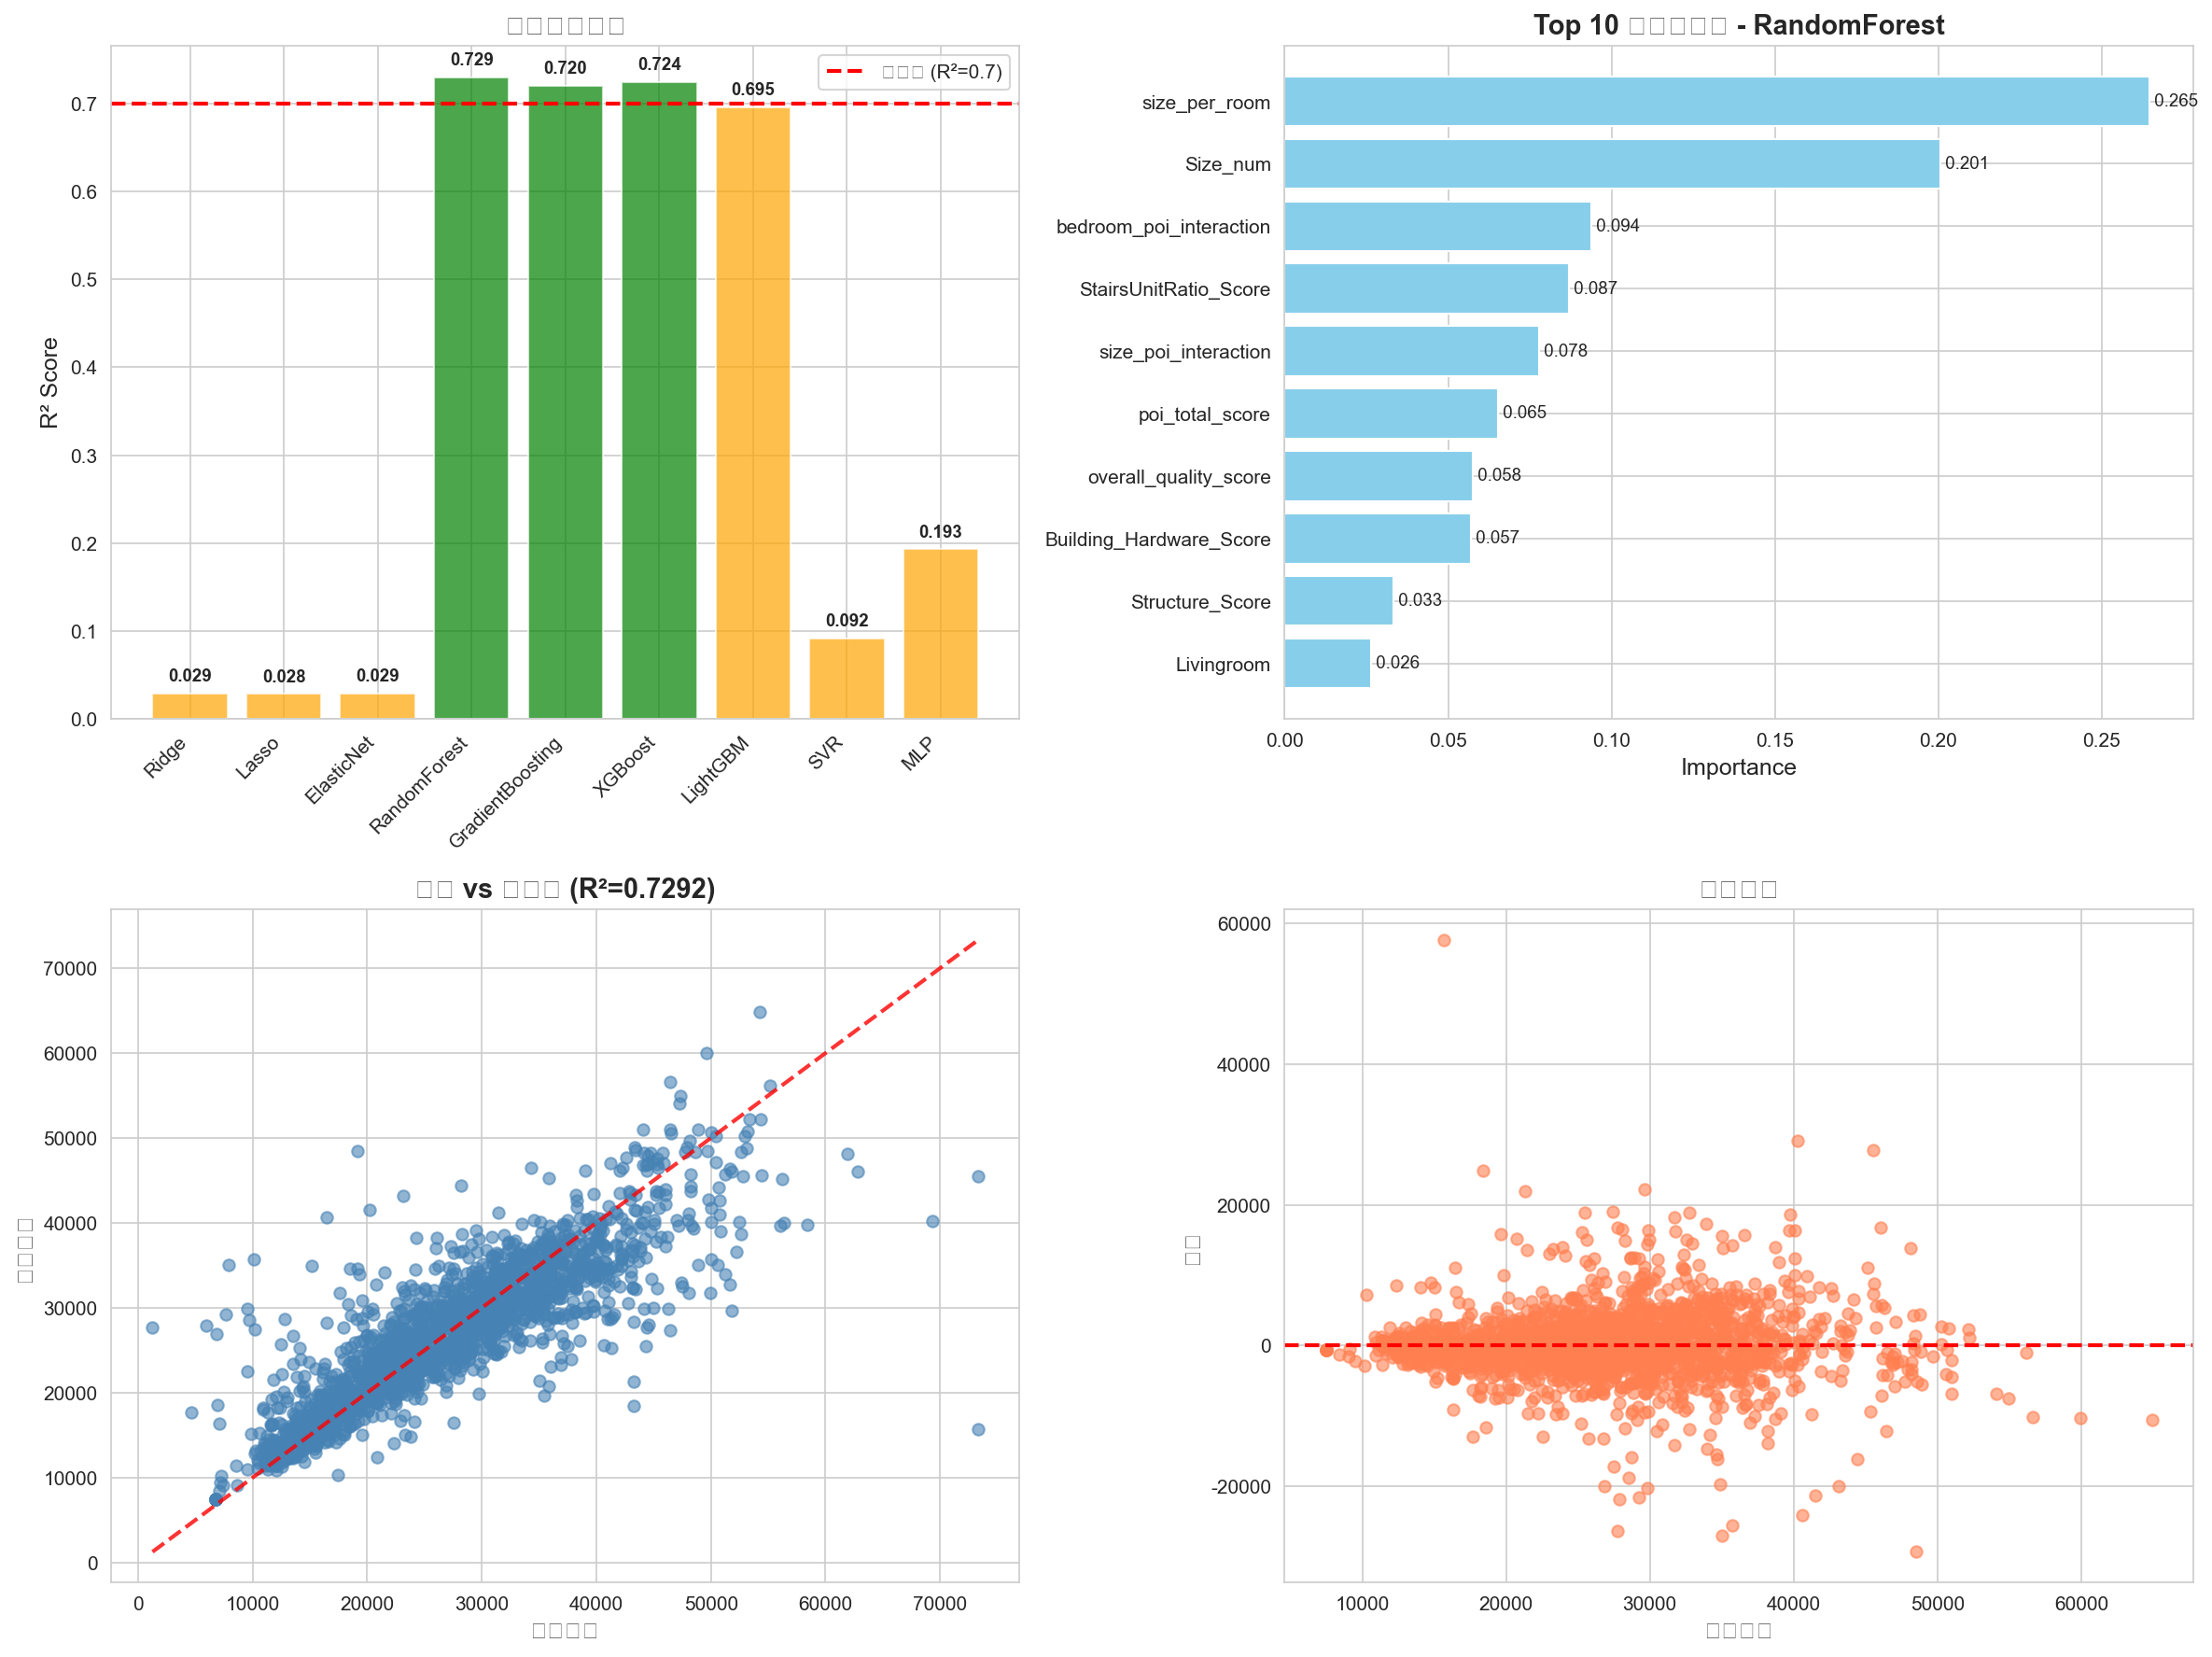 0.729
0.720
0.724
0.695
0.193
0.092
0.029
0.028
0.029
(R²=0.7)
R² Score
0.7
0.6
0.5
0.4
0.3
0.2
0.1
0.0
Ridge
Lasso
ElasticNet
RandomForest
GradientBoosting
XGBoost
LightGBM
SVR
MLP
Top 10 - RandomForest
size_per_room
0.265
Size_num
0.201
bedroom_poi_interaction
0.094
StairsUnitRatio_Score
0.087
size_poi_interaction
0.078
poi_total_score
0.065
overall_quality_score
0.058
Building_Hardware_Score
0.057
Structure_Score
0.033
Livingroom
0.026
0.00
0.05
0.10
0.15
0.20
0.25
Importance
vs (R²=0.7292)
70000
60000
50000
40000
30000
20000
10000
0
0
10000
20000
30000
40000
50000
60000
70000
60000
40000
20000
0
-20000
10000
20000
30000
40000
50000
60000